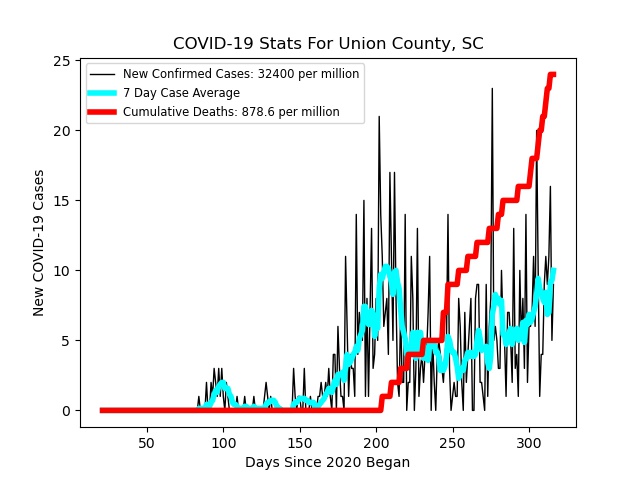 COVID-19 Stats For Union County, SC
New Confirmed Cases: 32400 per million
7 Day Case Average
Cumulative Deaths: 878.6 per million
New COVID-19 Cases
25
20
15
10
5
0
50 100 150 200 250 300
Days Since 2020 Began